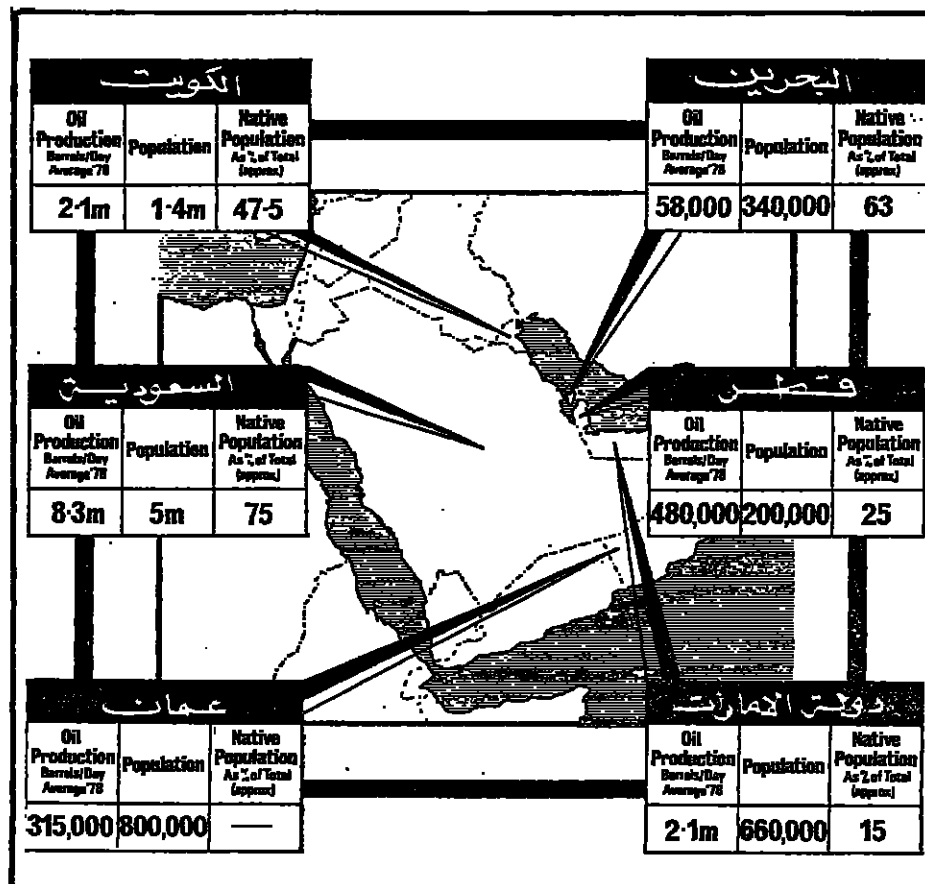 الكويت
Oil Production Barrels/Day Average '78
Population
Native Population As % of Total (approx)
2·1m
1·4m
47·5
البحرين
Oil Production Barrels/Day Average '78
Population
Native Population As % of Total (approx)
58,000
340,000
63
السعودية
Oil Production Barrels/Day Average '78
Population
Native Population As % of Total (approx)
8·3m
5m
75
قطر
Oil Production Barrels/Day Average '78
Population
Native Population As % of Total (approx)
480,000
200,000
25
عمان
Oil Production Barrels/Day Average '78
Population
Native Population As % of Total (approx)
315,000
800,000
—
دولة الامارات
Oil Production Barrels/Day Average '78
Population
Native Population As % of Total (approx)
2·1m
660,000
15